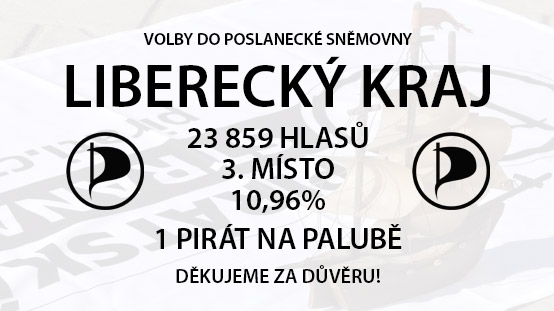 VOLBY DO POSLANECKÉ SNĚMOVNY
LIBERECKÝ KRAJ
23 859 HLASŮ
3. MÍSTO
10,96%
1 PIRÁT NA PALUBĚ
DĚKUJEME ZA DŮVĚRU!